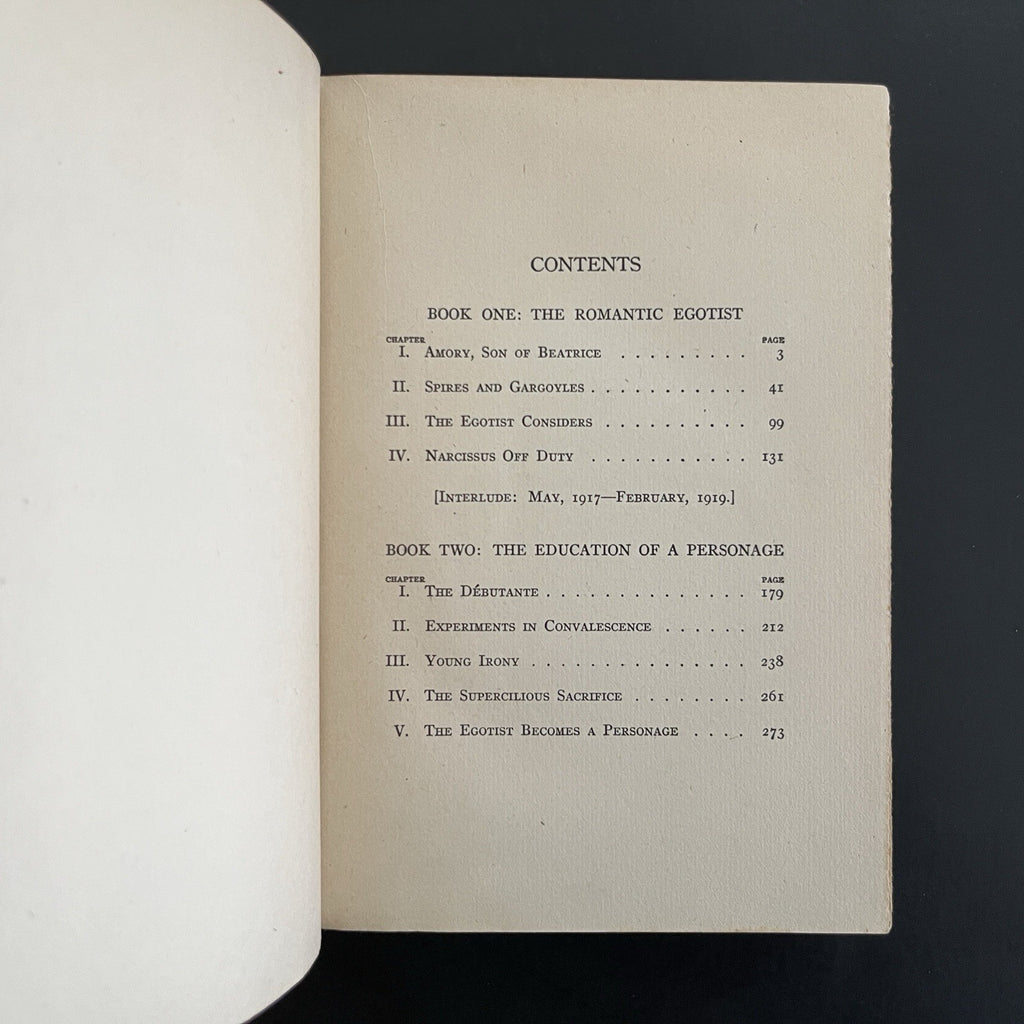 CONTENTS
BOOK ONE: THE ROMANTIC EGOTIST
CHAPTER PAGE
I. Amory, Son of Beatrice . . . . . . . . . 3
II. Spires and Gargoyles . . . . . . . . . . . 41
III. The Egotist Considers . . . . . . . . . . 99
IV. Narcissus Off Duty . . . . . . . . . . . 131
[Interlude: May, 1917—February, 1919.]
BOOK TWO: THE EDUCATION OF A PERSONAGE
CHAPTER PAGE
I. The Débutante . . . . . . . . . . . . . . 179
II. Experiments in Convalescence . . . . . . 212
III. Young Irony . . . . . . . . . . . . . . . 238
IV. The Supercilious Sacrifice . . . . . . . . 261
V. The Egotist Becomes a Personage . . . . 273